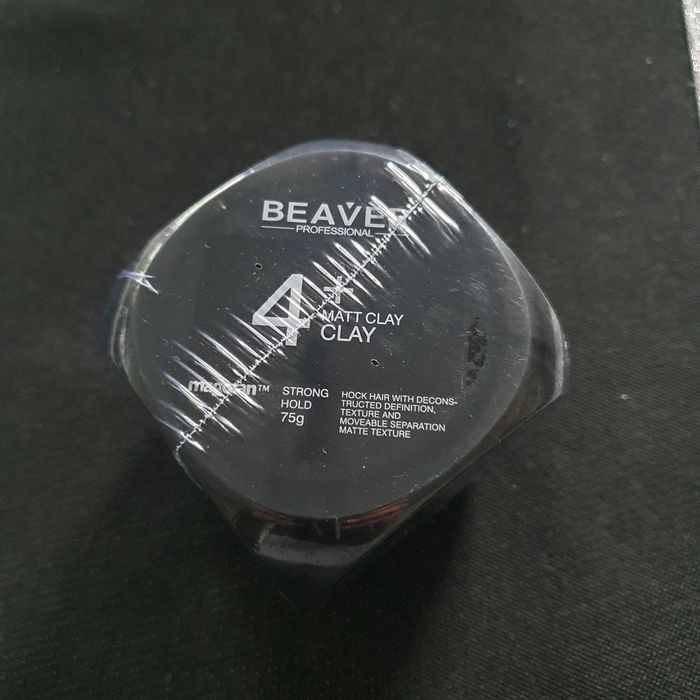 BEAVER
PROFESSIONAL
4+
MATT CLAY
CLAY
STRONG
HOLD
75g
HOCK HAIR WITH DECONS-
TRUCTED DEFINITION,
TEXTURE AND
MOVEABLE SEPARATION
MATTE TEXTURE